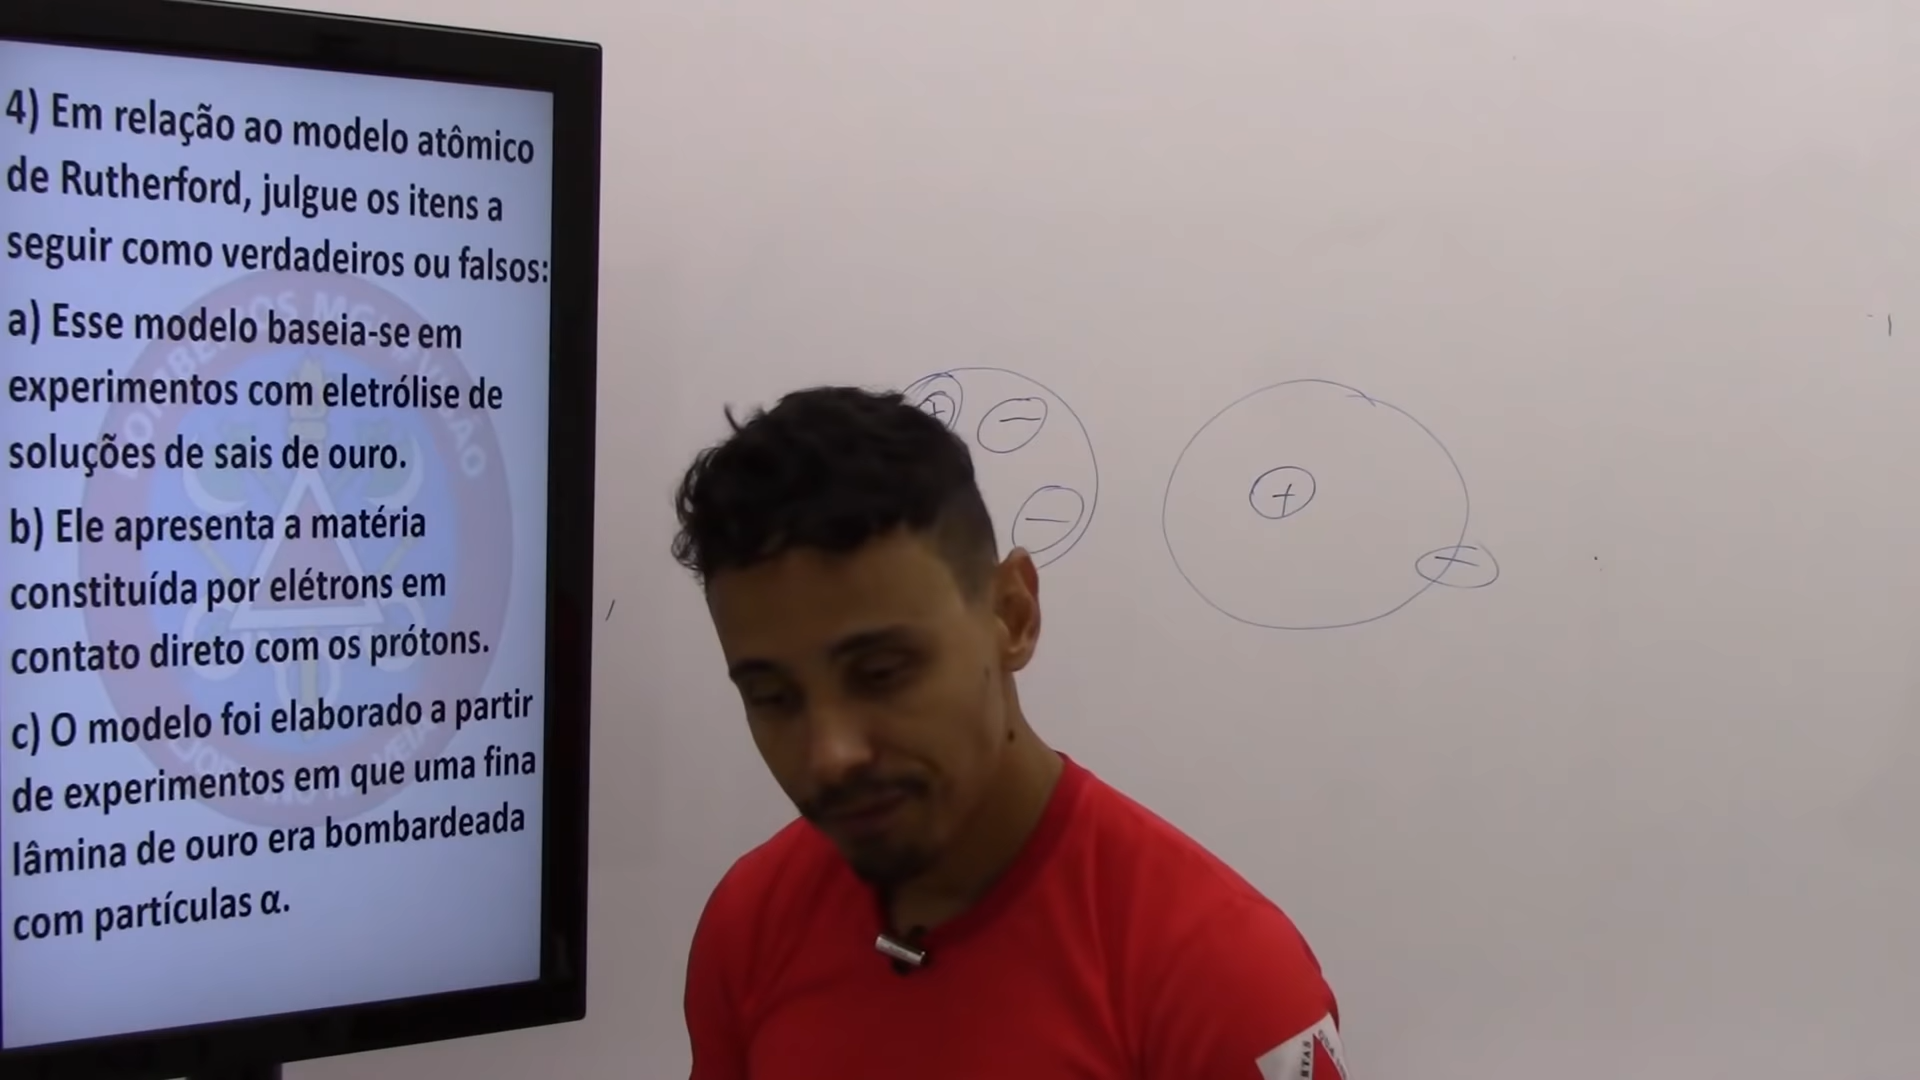 4) Em relação ao modelo atômico
de Rutherford, julgue os itens a
seguir como verdadeiros ou falsos:
a) Esse modelo baseia-se em
experimentos com eletrólise de
soluções de sais de ouro.
b) Ele apresenta a matéria
constituída por elétrons em
contato direto com os prótons.
c) O modelo foi elaborado a partir
de experimentos em que uma fina
lâmina de ouro era bombardeada
com partículas α.
+
−
−
+
−